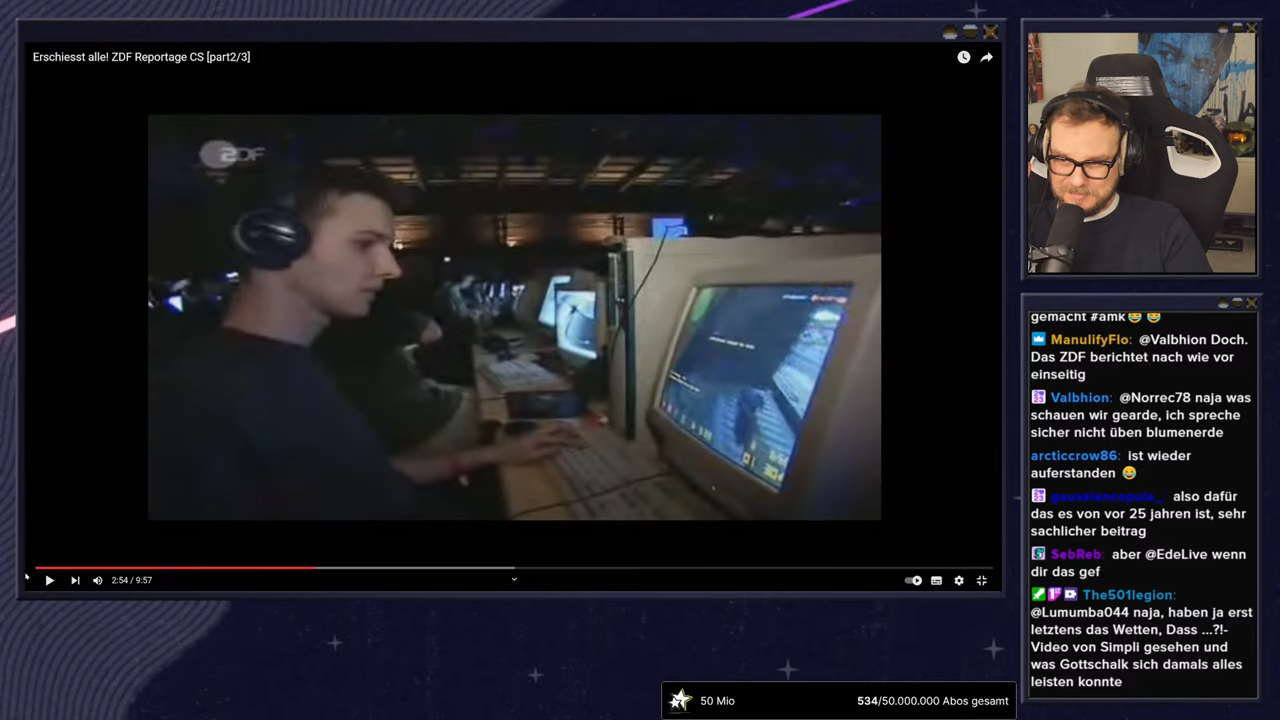 Erschiesst alle! ZDF Reportage CS [part2/3]
ZDF
2:54 / 9:57
gemacht #amk😂 😂
ManulifyFlo: @Valbhion Doch.
Das ZDF berichtet nach wie vor
einseitig
Valbhion: @Norrec78 naja was
schauen wir gearde, ich spreche
sicher nicht üben blumenerde
arcticcrow86: ist wieder
auferstanden 😂
gaussiancopula_ also dafür
das es von vor 25 jahren ist, sehr
sachlicher beitrag
SebReb: aber @EdeLive wenn
dir das gef
The501legion:
@Lumumba044 naja, haben ja erst
letztens das Wetten, Dass ...?!-
Video von Simpli gesehen und
was Gottschalk sich damals alles
leisten konnte
50 Mio
534/50.000.000 Abos gesamt